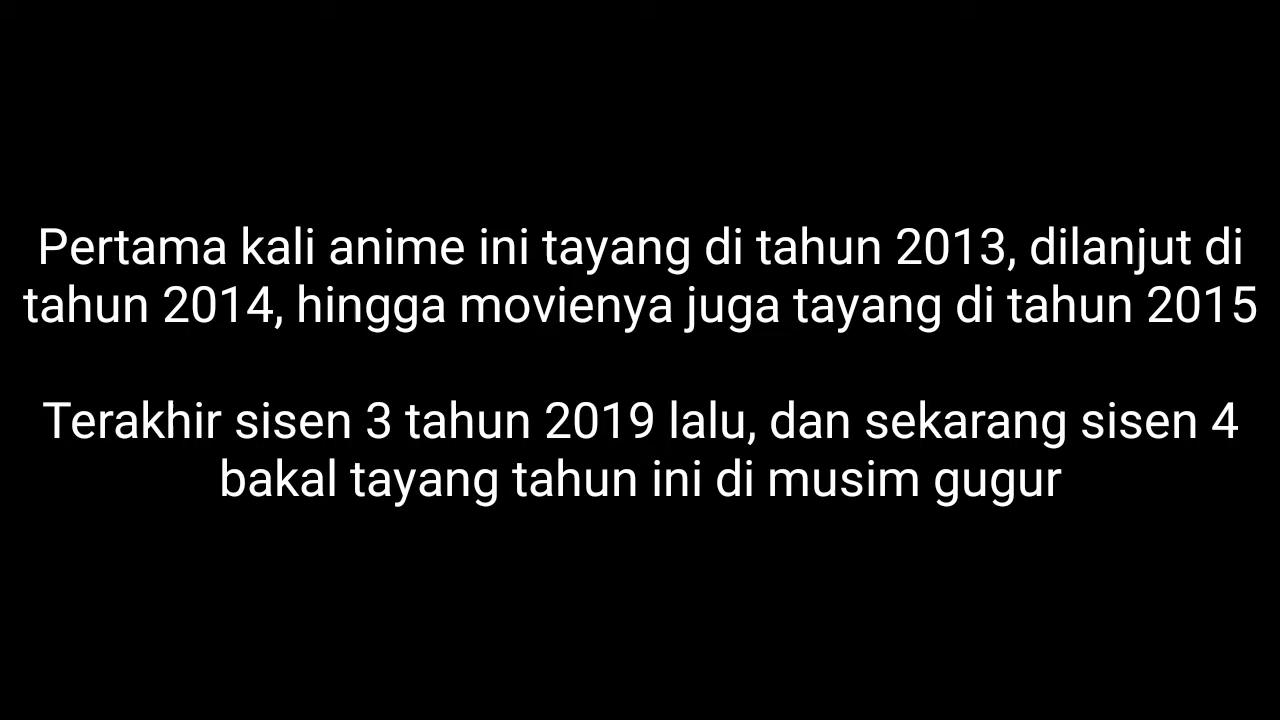 Pertama kali anime ini tayang di tahun 2013, dilanjut di
tahun 2014, hingga movienya juga tayang di tahun 2015
Terakhir sisen 3 tahun 2019 lalu, dan sekarang sisen 4
bakal tayang tahun ini di musim gugur